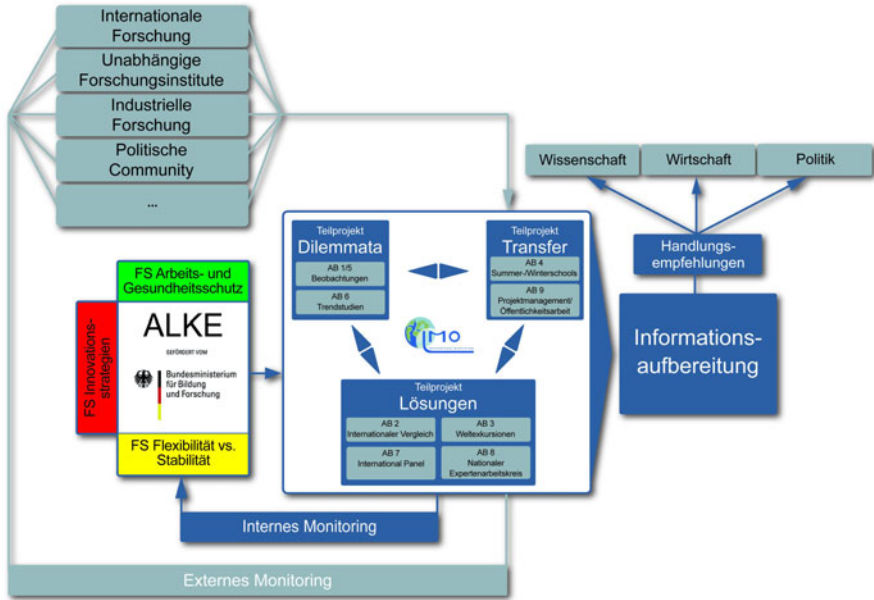 Internationale
Forschung
Unabhängige
Forschungsinstitute
Industrielle
Forschung
Politische
Community
...
Wissenschaft
Wirtschaft
Politik
Handlungs-
empfehlungen
Informations-
aufbereitung
Teilprojekt
Dilemmata
AB 1/5
Beobachtungen
AB 6
Trendstudien
Teilprojekt
Transfer
AB 4
Summer-/Winterschools
AB 9
Projektmanagement/
Öffentlichkeitsarbeit
IMO
Teilprojekt
Lösungen
AB 2
Internationaler Vergleich
AB 3
Weltexkursionen
AB 7
International Panel
AB 8
Nationaler
Expertenarbeitskreis
FS Arbeits- und
Gesundheitsschutz
FS Innovations-
strategien
ALKE
GEFÖRDERT VOM
Bundesministerium
für Bildung
und Forschung
FS Flexibilität vs.
Stabilität
Internes Monitoring
Externes Monitoring